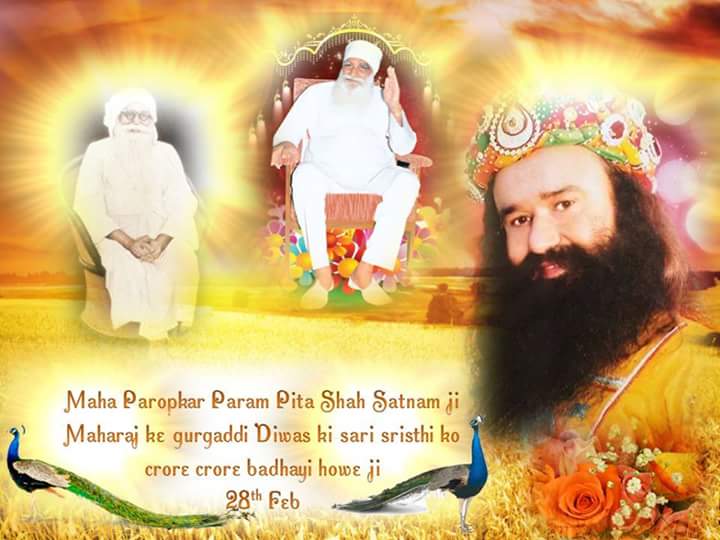 Maha Paropkar Param Pita Shah Satnam ji
Maharaj ke gurgaddi Diwas ki sari sristhi ko
crore crore badhayi howe ji
28th Feb